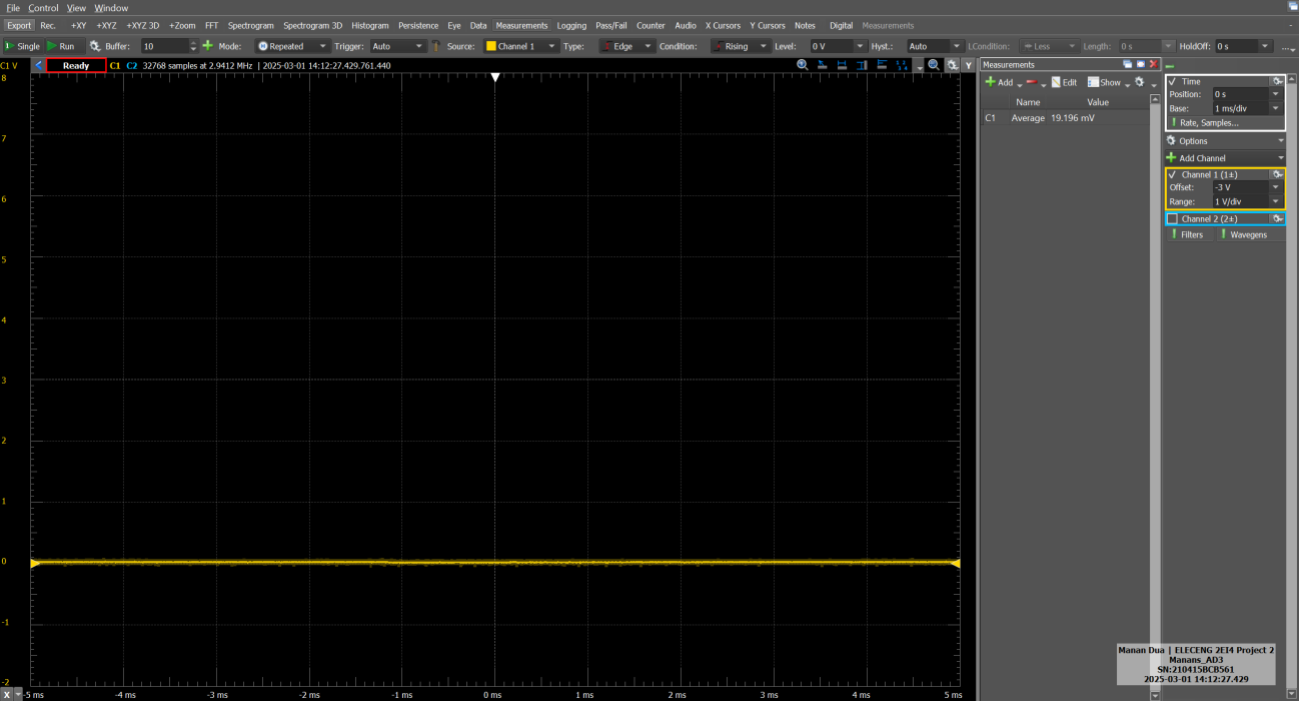 File Control View Window
Export Rec. +XY +XYZ +XYZ 3D +Zoom FFT Spectrogram Spectrogram 3D Histogram Persistence Eye Data Measurements Logging Pass/Fail Counter Audio X Cursors Y Cursors Notes Digital Measurements
Single Run Buffer: 10 Mode: Repeated Trigger: Auto Source: Channel 1 Type: Edge Condition: Rising Level: 0 V Hyst.: Auto LCondition: Less Length: 0 s HoldOff: 0 s ...
C1 V Ready C1 C2 32768 samples at 2.9412 MHz | 2025-03-01 14:12:27.429.761.440 Y
8
7
6
5
4
3
2
1
0
-1
-2
X -5 ms -4 ms -3 ms -2 ms -1 ms 0 ms 1 ms 2 ms 3 ms 4 ms 5 ms
Measurements
Add Edit Show
Name Value
C1 Average 19.196 mV
Time
Position: 0 s
Base: 1 ms/div
Rate, Samples...
Options
Add Channel
Channel 1 (1±)
Offset: -3 V
Range: 1 V/div
Channel 2 (2±)
Filters Wavegens
Manan Dua | ELECENG 2EI4 Project 2
Manans_AD3
SN:210415BCB561
2025-03-01 14:12:27.429